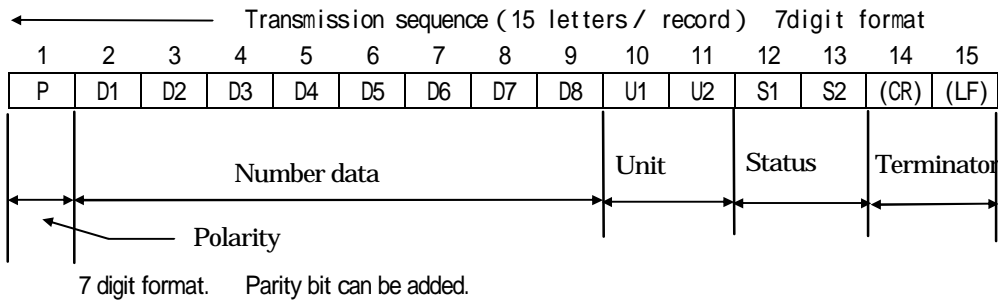 Transmission sequence (15 letters / record) 7digit format
1 2 3 4 5 6 7 8 9 10 11 12 13 14 15
P D1 D2 D3 D4 D5 D6 D7 D8 U1 U2 S1 S2 (CR) (LF)
Number data Unit Status Terminator
Polarity
7 digit format. Parity bit can be added.